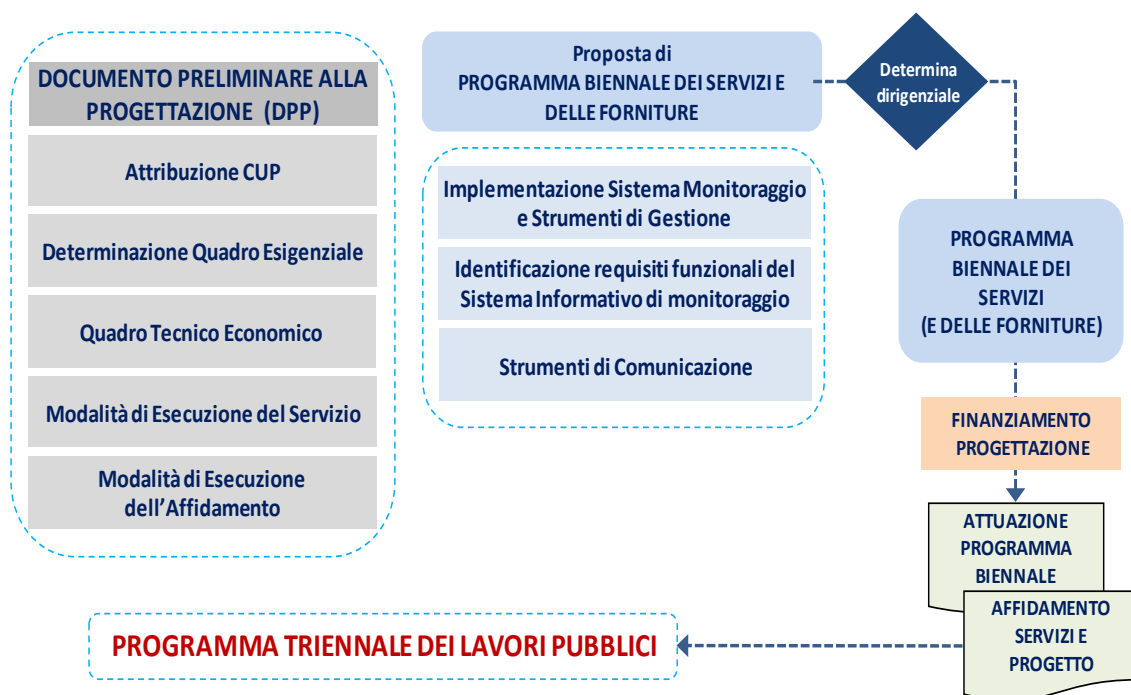 DOCUMENTO PRELIMINARE ALLA
PROGETTAZIONE (DPP)
Attribuzione CUP
Determinazione Quadro Esigenziale
Quadro Tecnico Economico
Modalità di Esecuzione del Servizio
Modalità di Esecuzione
dell'Affidamento
Proposta di
PROGRAMMA BIENNALE DEI SERVIZI E
DELLE FORNITURE
Implementazione Sistema Monitoraggio
e Strumenti di Gestione
Identificazione requisiti funzionali del
Sistema Informativo di monitoraggio
Strumenti di Comunicazione
Determina
dirigenziale
PROGRAMMA
BIENNALE DEI
SERVIZI
(E DELLE FORNITURE)
FINANZIAMENTO
PROGETTAZIONE
ATTUAZIONE
PROGRAMMA
BIENNALE
AFFIDAMENTO
SERVIZI E
PROGETTO
PROGRAMMA TRIENNALE DEI LAVORI PUBBLICI